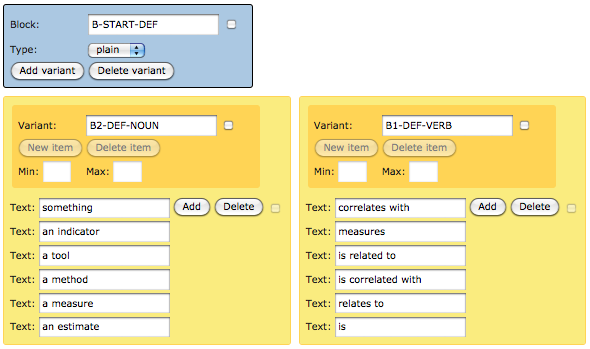 Block: B-START-DEF
Type: plain
Add variant Delete variant
Variant: B2-DEF-NOUN
New item Delete item
Min: Max:
Text: something Add Delete
Text: an indicator
Text: a tool
Text: a method
Text: a measure
Text: an estimate
Variant: B1-DEF-VERB
New item Delete item
Min: Max:
Text: correlates with Add Delete
Text: measures
Text: is related to
Text: is correlated with
Text: relates to
Text: is